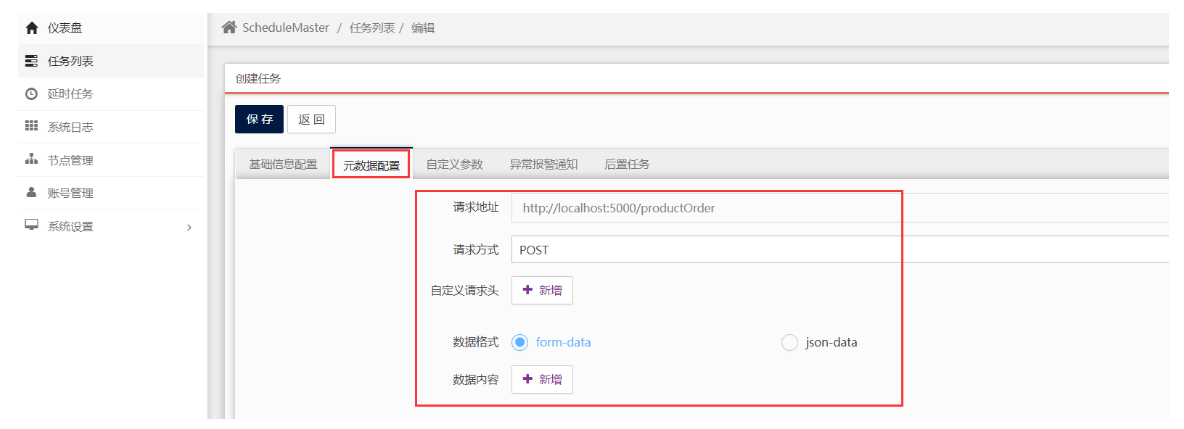 仪表盘
任务列表
延时任务
系统日志
节点管理
账号管理
系统设置
ScheduleMaster / 任务列表 / 编辑
创建任务
保存 返回
基础信息配置 元数据配置 自定义参数 异常报警通知 后置任务
请求地址 http://localhost:5000/productOrder
请求方式 POST
自定义请求头 新增
数据格式 form-data json-data
数据内容 新增